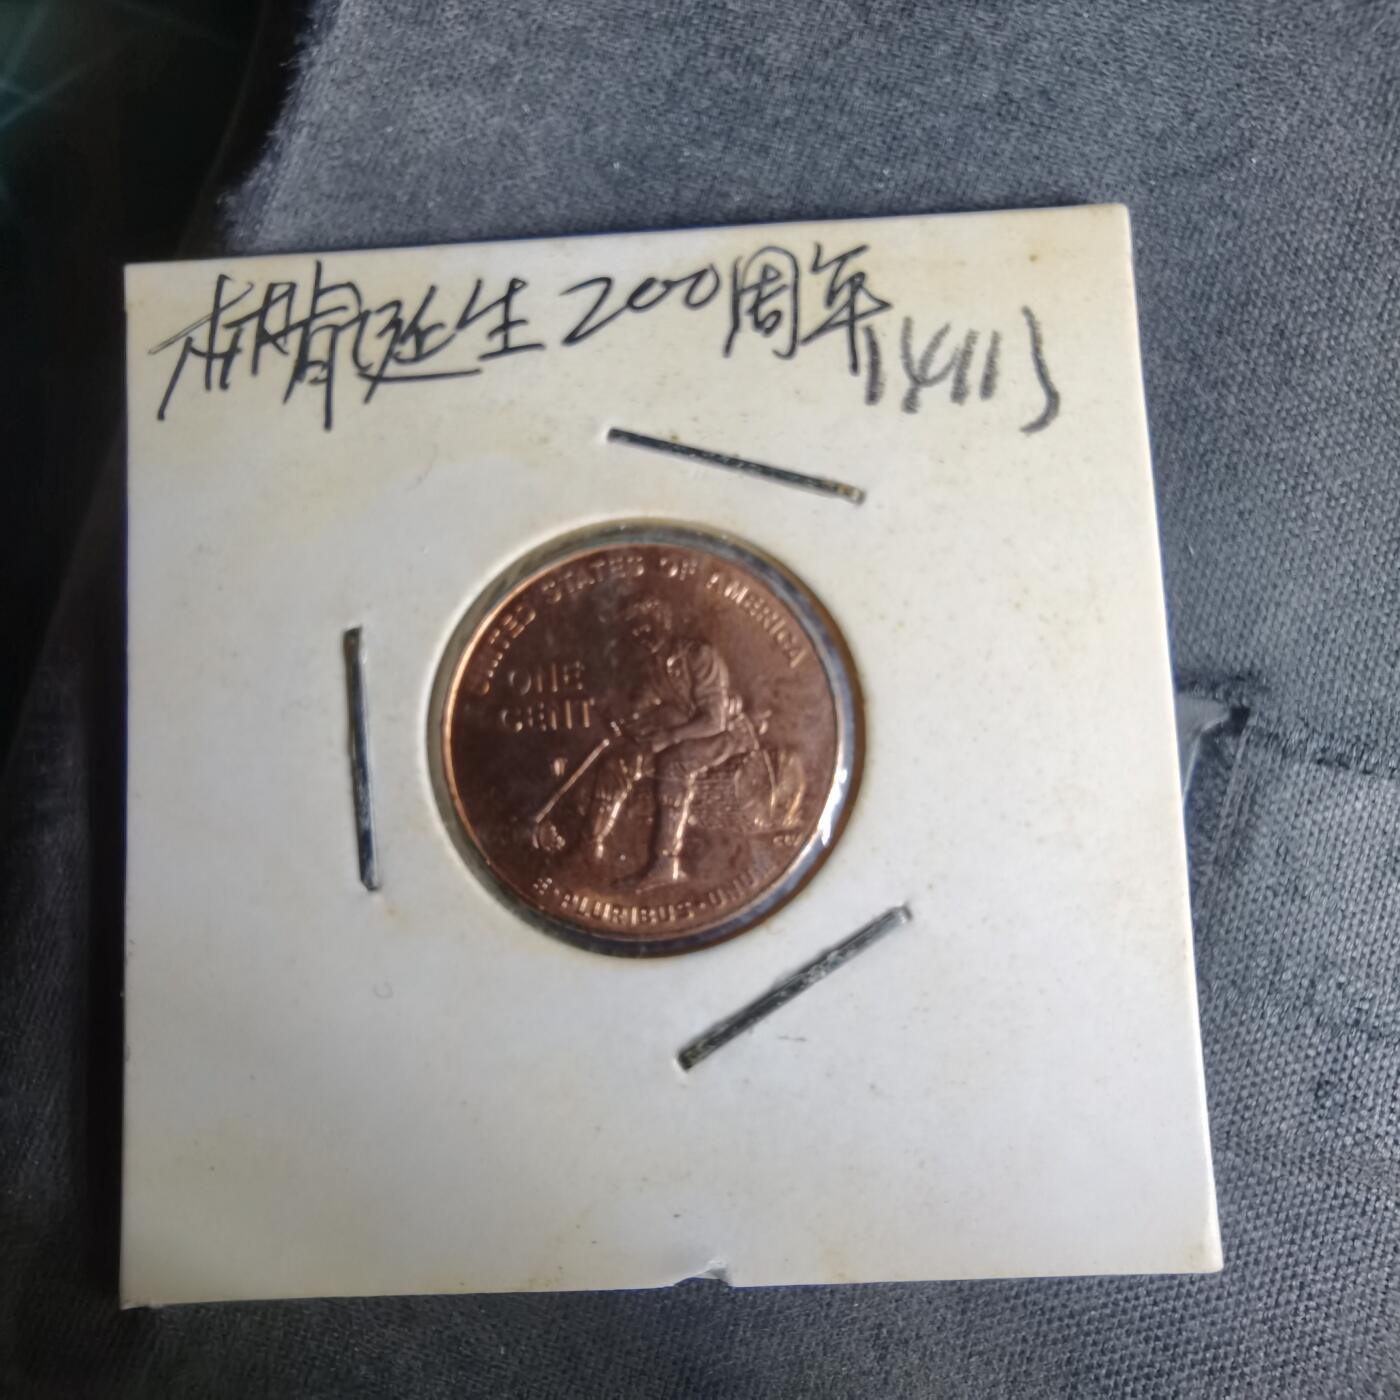 林肯诞生200周年
UNITED STATES OF AMERICA
ONE
CENT
E·PLURIBUS·UNUM